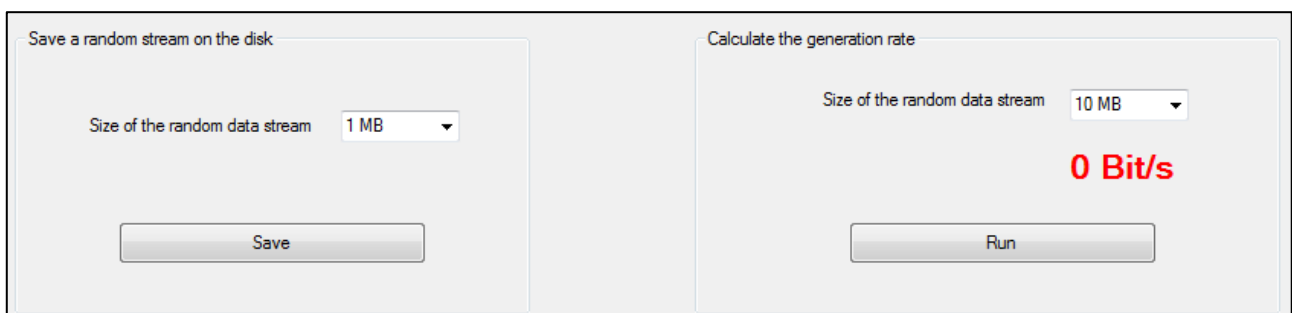 Save a random stream on the disk
Size of the random data stream 1 MB
Save
Calculate the generation rate
Size of the random data stream 10 MB
0 Bit/s
Run